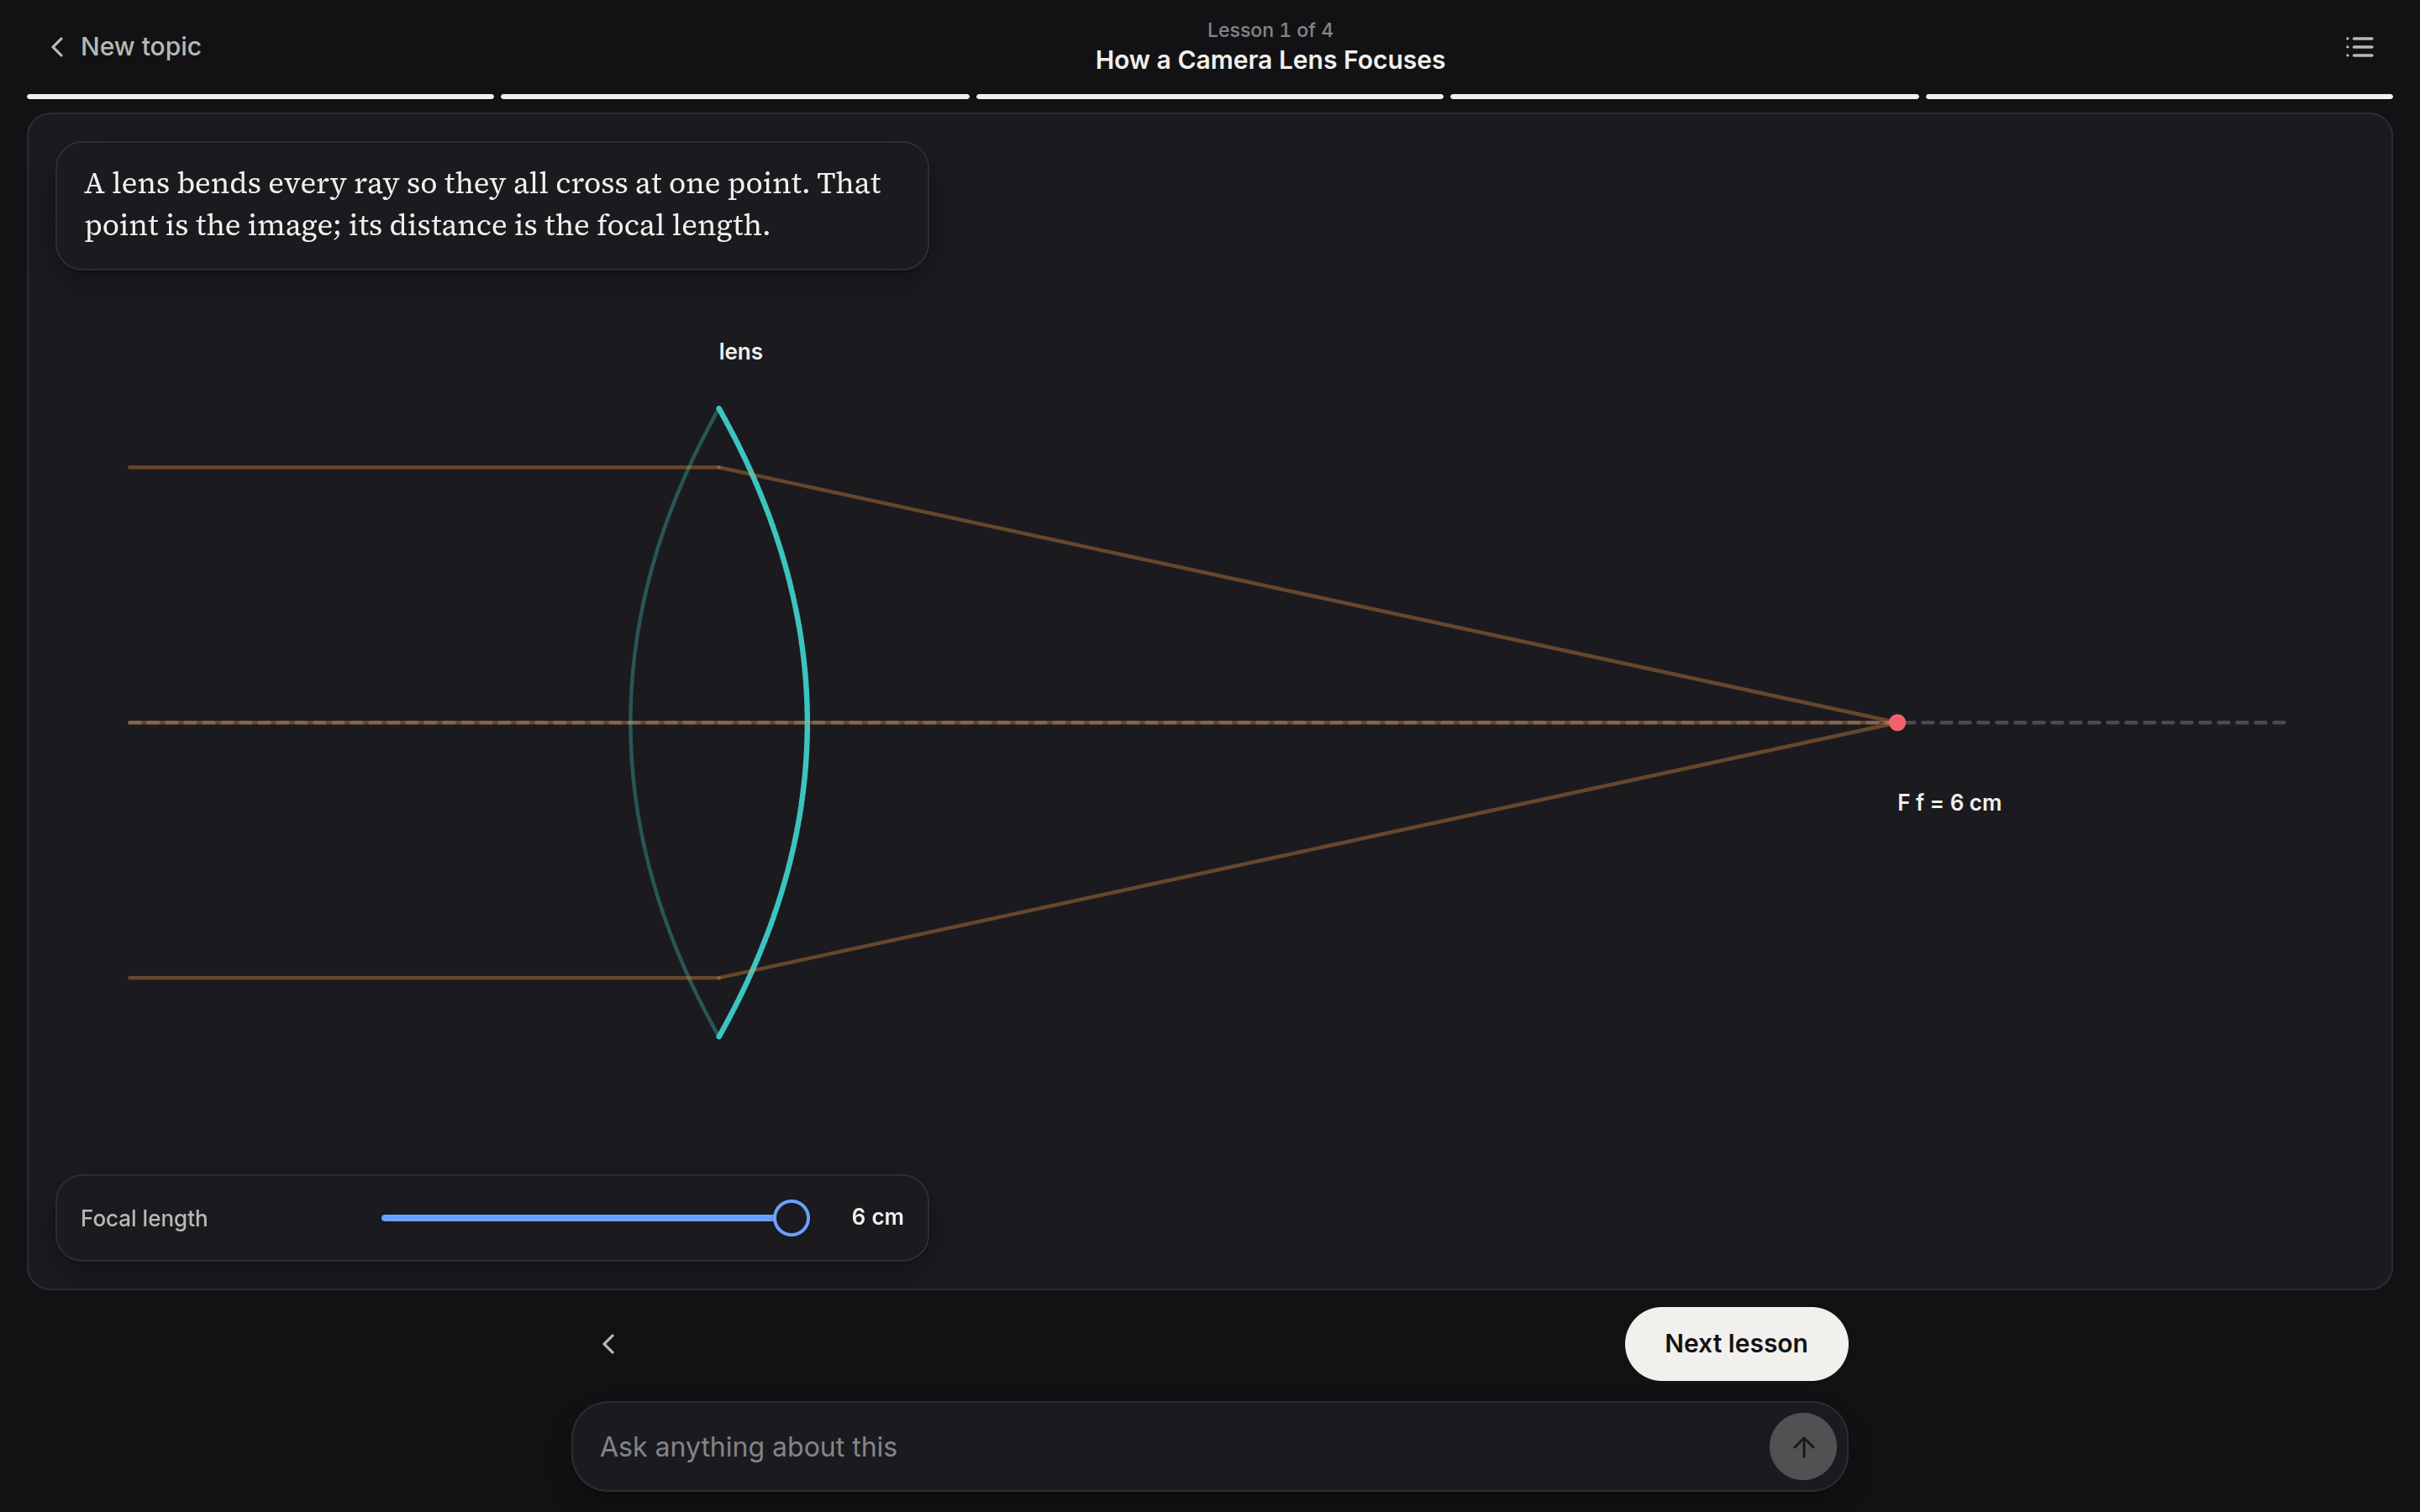 New topic
Lesson 1 of 4
How a Camera Lens Focuses
A lens bends every ray so they all cross at one point. That
point is the image; its distance is the focal length.
lens
F f = 6 cm
Focal length
6 cm
Next lesson
Ask anything about this